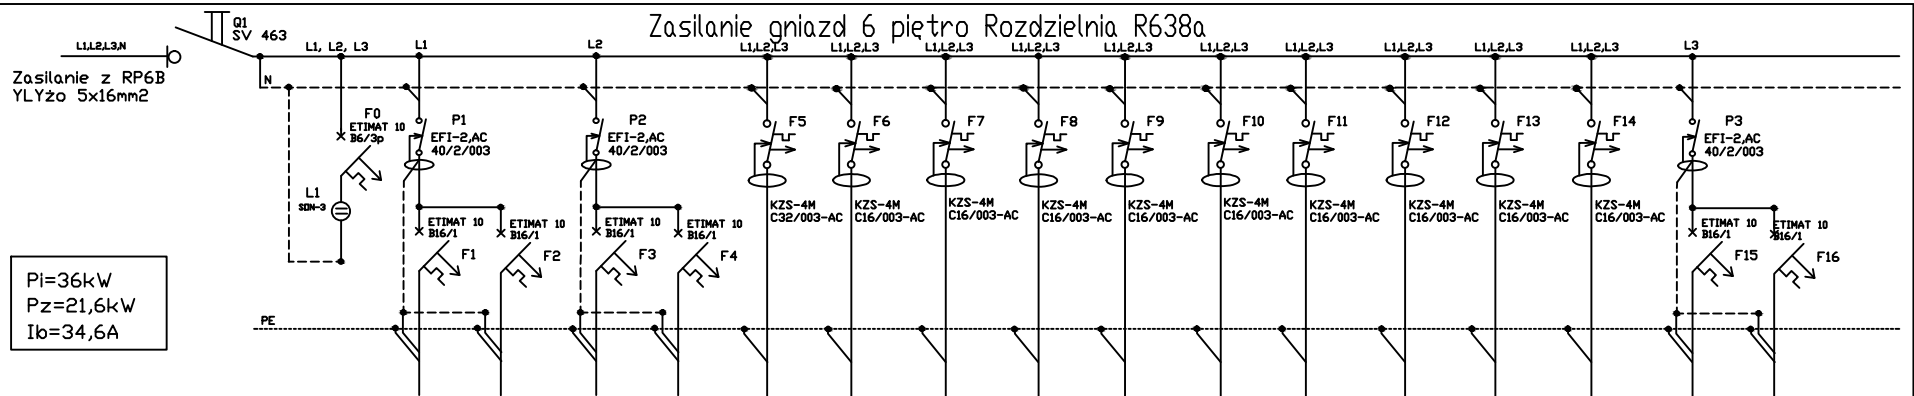 Zasilanie gniazd 6 piętro Rozdzielnia R638a
Q1
SV 463
L1,L2,L3,N
Zasilanie z RP6B
YLYżo 5x16mm2
L1, L2, L3
L1
L2
L1,L2,L3
L1,L2,L3
L1,L2,L3
L1,L2,L3
L1,L2,L3
L1,L2,L3
L1,L2,L3
L1,L2,L3
L1,L2,L3
L1,L2,L3
L3
N
F0
ETIMAT 10
B6/3p
P1
EFI-2,AC
40/2/003
P2
EFI-2,AC
40/2/003
F5
F6
F7
F8
F9
F10
F11
F12
F13
F14
P3
EFI-2,AC
40/2/003
L1
SON-3
KZS-4M
C32/003-AC
KZS-4M
C16/003-AC
KZS-4M
C16/003-AC
KZS-4M
C16/003-AC
KZS-4M
C16/003-AC
KZS-4M
C16/003-AC
KZS-4M
C16/003-AC
KZS-4M
C16/003-AC
KZS-4M
C16/003-AC
KZS-4M
C16/003-AC
ETIMAT 10
B16/1
F1
ETIMAT 10
B16/1
F2
ETIMAT 10
B16/1
F3
ETIMAT 10
B16/1
F4
ETIMAT 10
B16/1
F15
ETIMAT 10
B16/1
F16
Pi=36kW
Pz=21,6kW
Ib=34,6A
PE